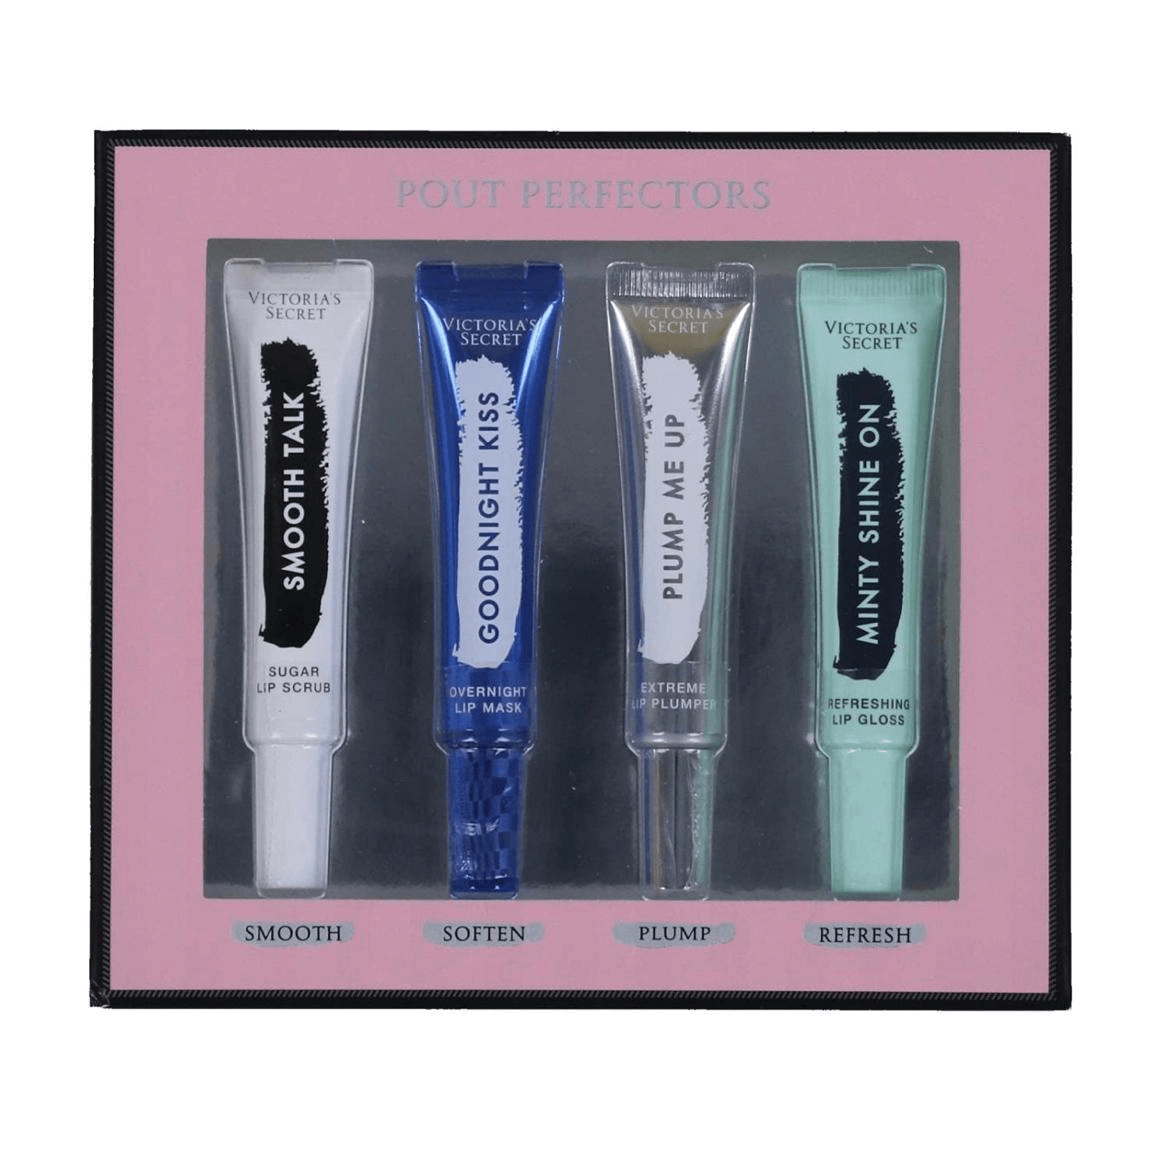 POUT PERFECTORS
VICTORIA'S
SECRET
SMOOTH TALK
SUGAR
LIP SCRUB
VICTORIA'S
SECRET
GOODNIGHT KISS
OVERNIGHT
LIP MASK
VICTORIA'S
SECRET
PLUMP ME UP
EXTREME
LIP PLUMPER
VICTORIA'S
SECRET
MINTY SHINE ON
REFRESHING
LIP GLOSS
SMOOTH
SOFTEN
PLUMP
REFRESH